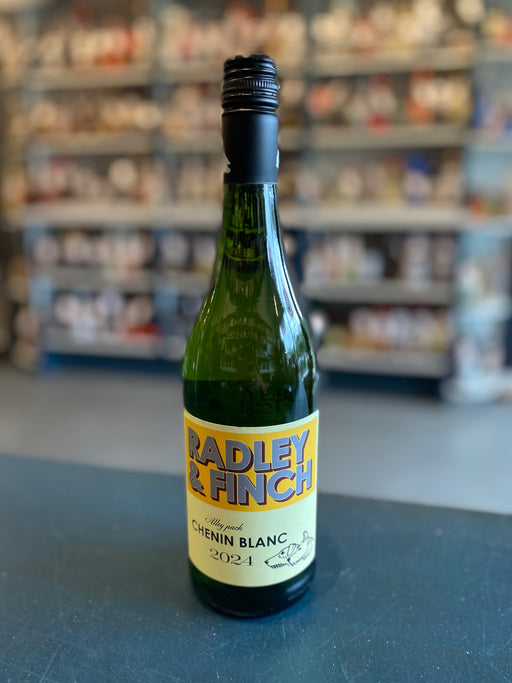 RADLEY
& FINCH
Alley pack
CHENIN BLANC
2024